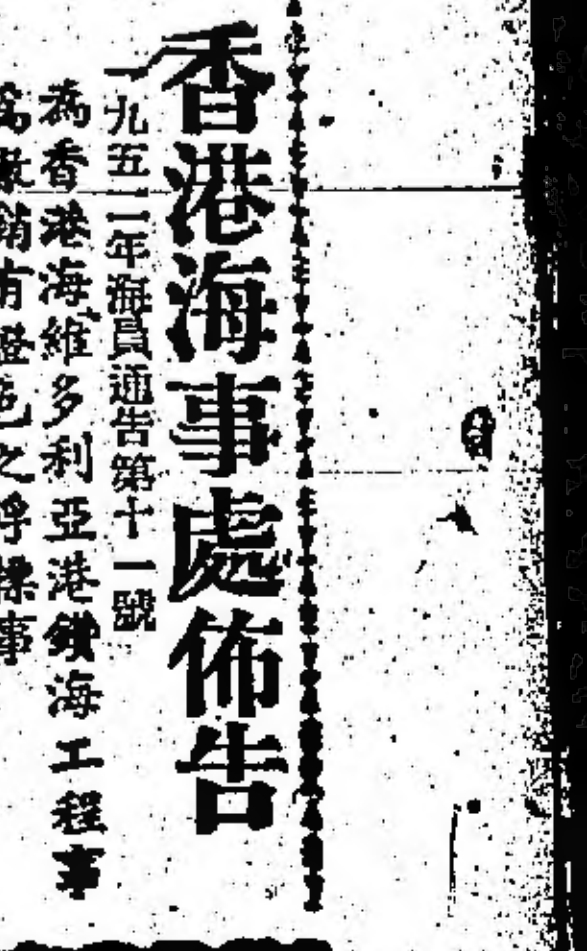 香港海事處佈告
一九五二年海員通告第十一號
為香港海維多利亞港鑽海工程事
爲撤銷有燈色之浮標事